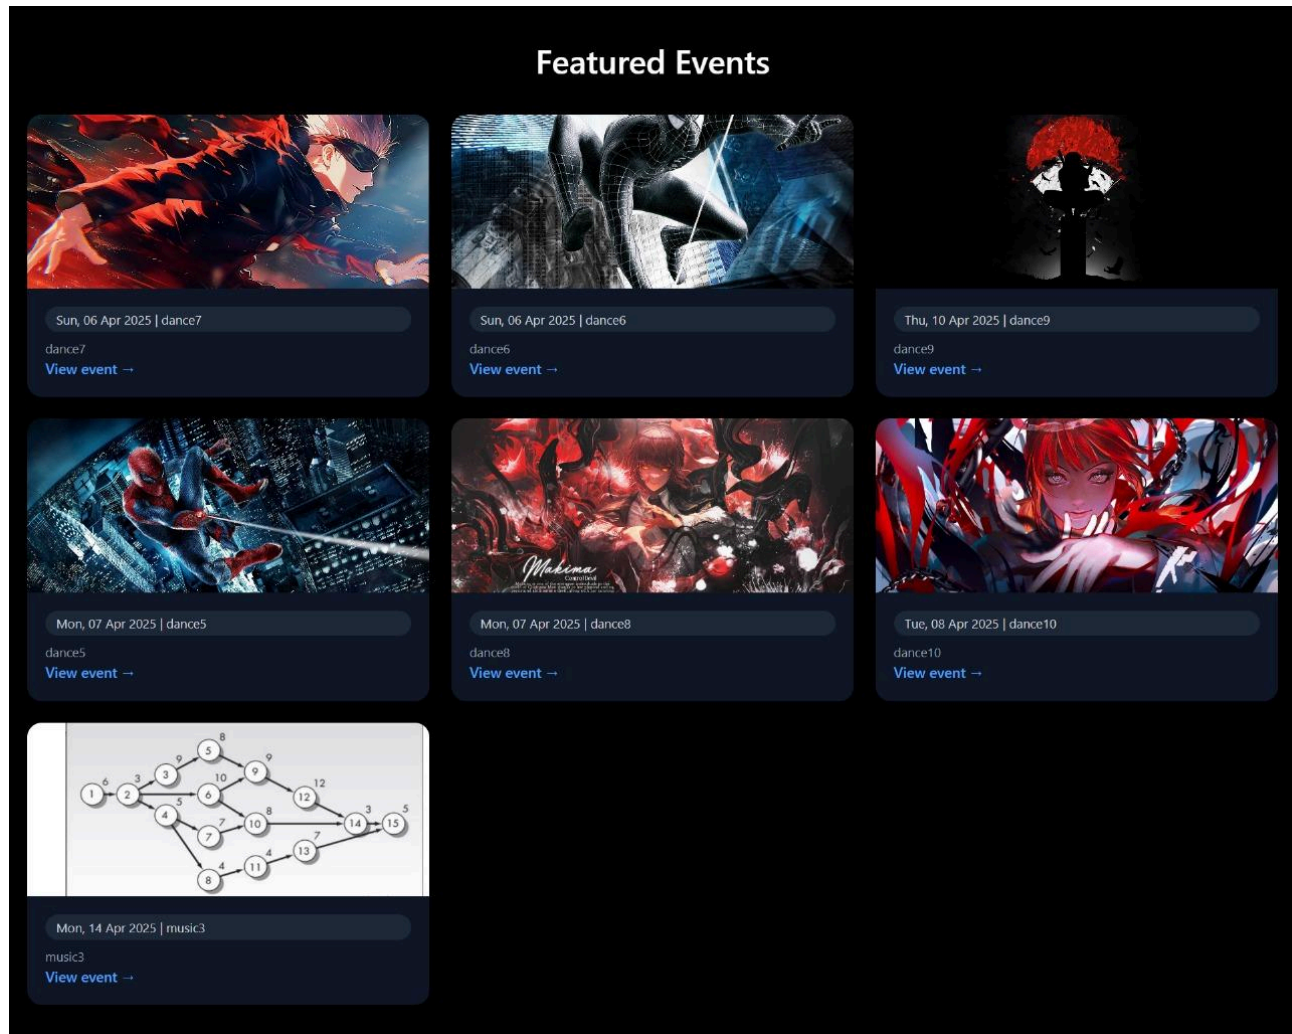 Featured Events
Sun, 06 Apr 2025 | dance7
dance7
View event →
Sun, 06 Apr 2025 | dance6
dance6
View event →
Thu, 10 Apr 2025 | dance9
dance9
View event →
Makima
Control Devil
Mon, 07 Apr 2025 | dance5
dance5
View event →
Mon, 07 Apr 2025 | dance8
dance8
View event →
Tue, 08 Apr 2025 | dance10
dance10
View event →
8
5
9
9
3
9
6
3
10
12
1
2
6
12
5
4
7
8
3
5
7
10
14
15
7
4
4
13
8
11
Mon, 14 Apr 2025 | music3
music3
View event →